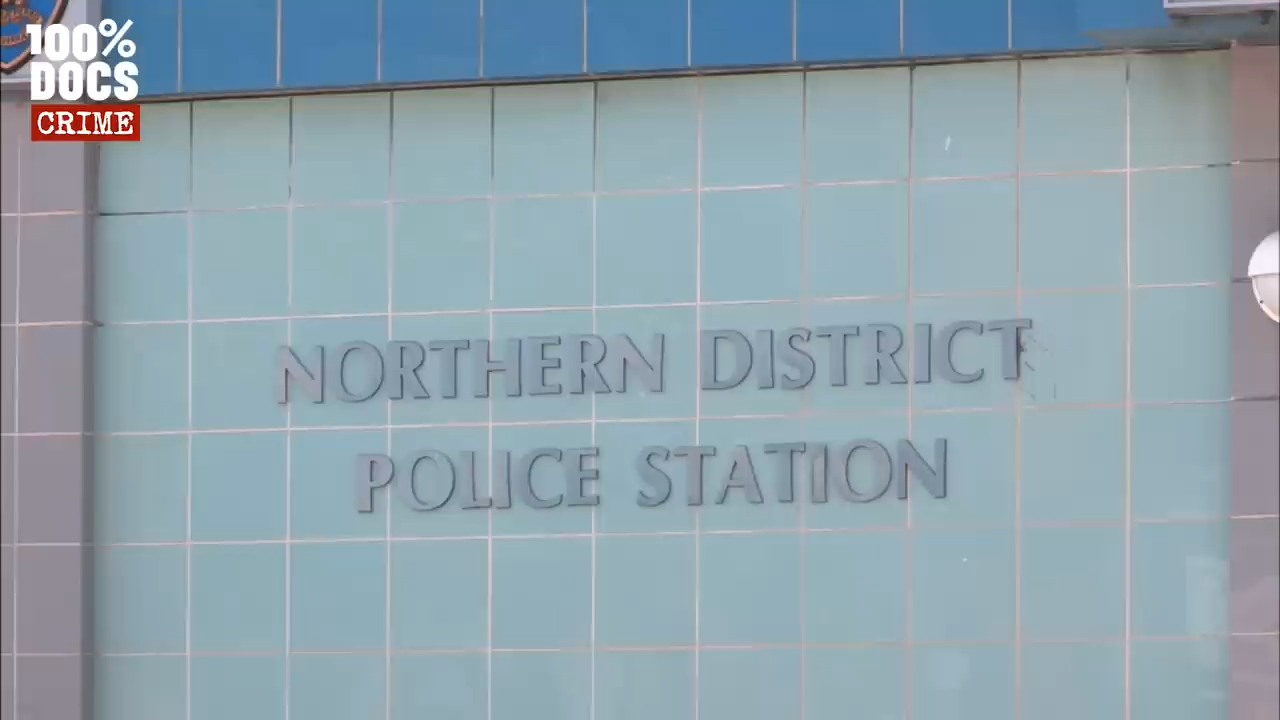 100%
DOCS
CRIME
NORTHERN DISTRICT
POLICE STATION